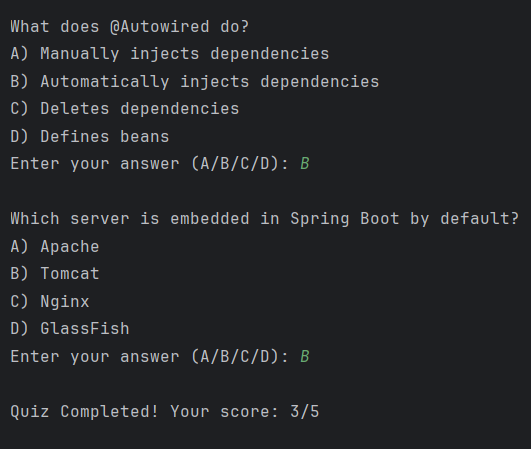 What does @Autowired do?
A) Manually injects dependencies
B) Automatically injects dependencies
C) Deletes dependencies
D) Defines beans
Enter your answer (A/B/C/D): B
Which server is embedded in Spring Boot by default?
A) Apache
B) Tomcat
C) Nginx
D) GlassFish
Enter your answer (A/B/C/D): B
Quiz Completed! Your score: 3/5